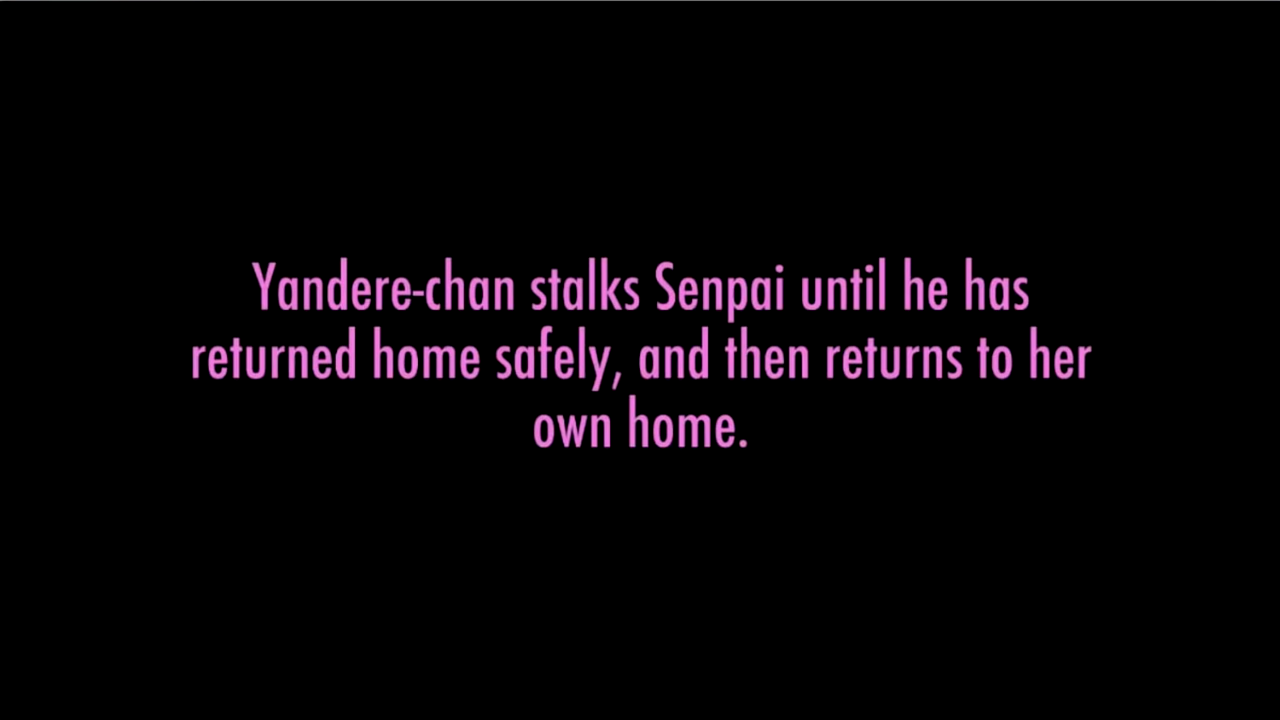 Yandere-chan stalks Senpai until he has
returned home safely, and then returns to her
own home.